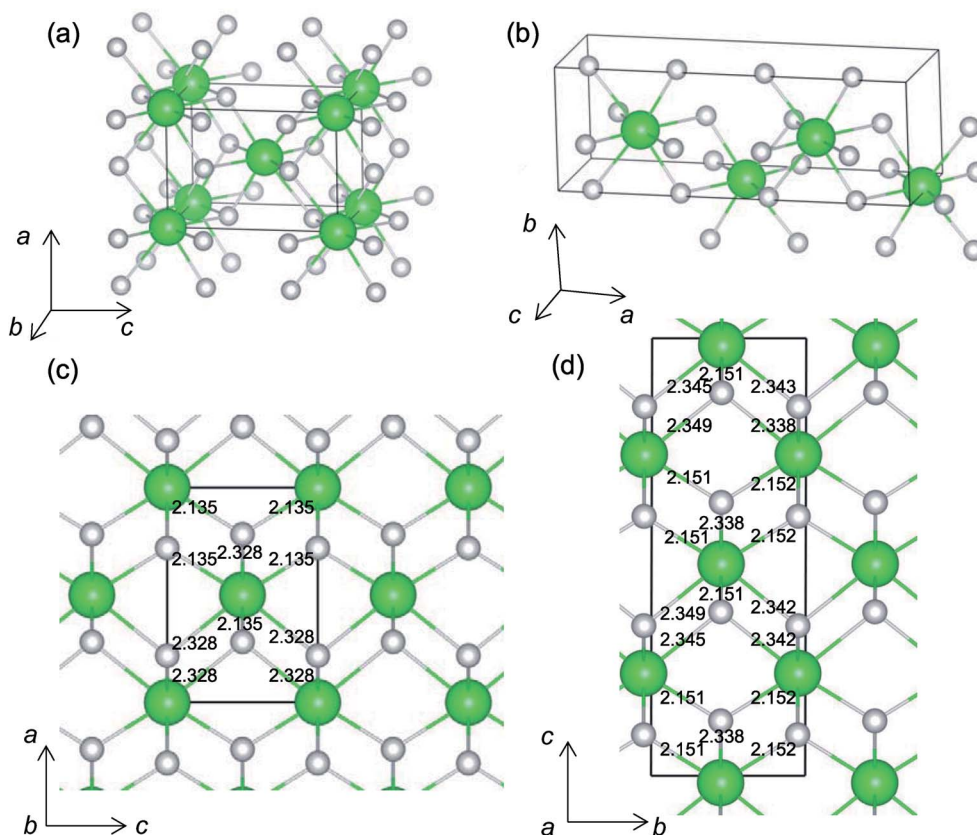 (a)
a
b
c
(b)
b
c
a
(c)
2.135 2.135
2.135 2.328 2.135
2.135
2.328 2.328
2.328 2.328
a
b
c
(d)
2.151
2.345 2.343
2.349 2.338
2.151 2.152
2.338
2.151 2.152
2.151
2.349 2.342
2.345 2.342
2.151 2.152
2.338
2.151 2.152
c
a
b